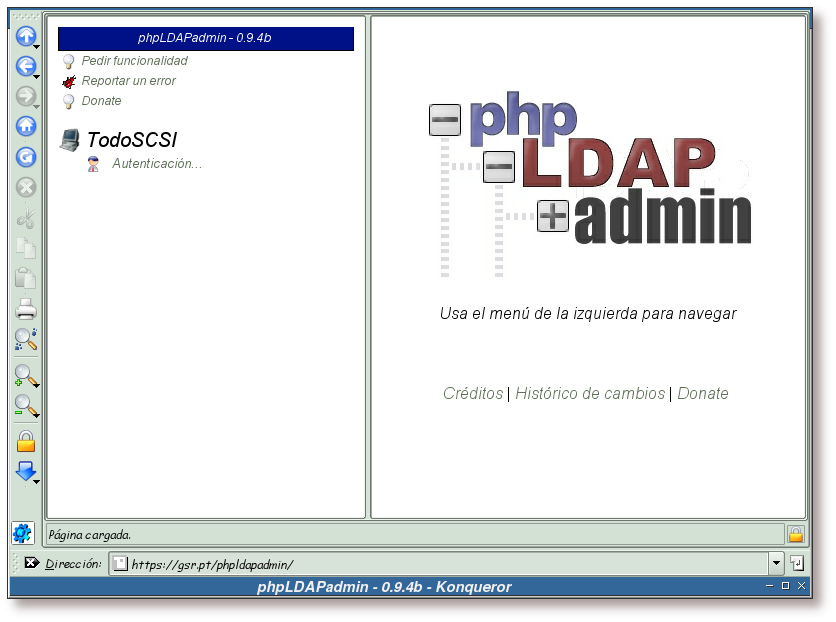 phpLDAPadmin - 0.9.4b
Pedir funcionalidad
Reportar un error
Donate
TodoSCSI
Autenticación...
php
LDAP
admin
Usa el menú de la izquierda para navegar
Créditos | Histórico de cambios | Donate
Página cargada.
Dirección: https://gsr.pt/phpldapadmin/
phpLDAPadmin - 0.9.4b - Konqueror